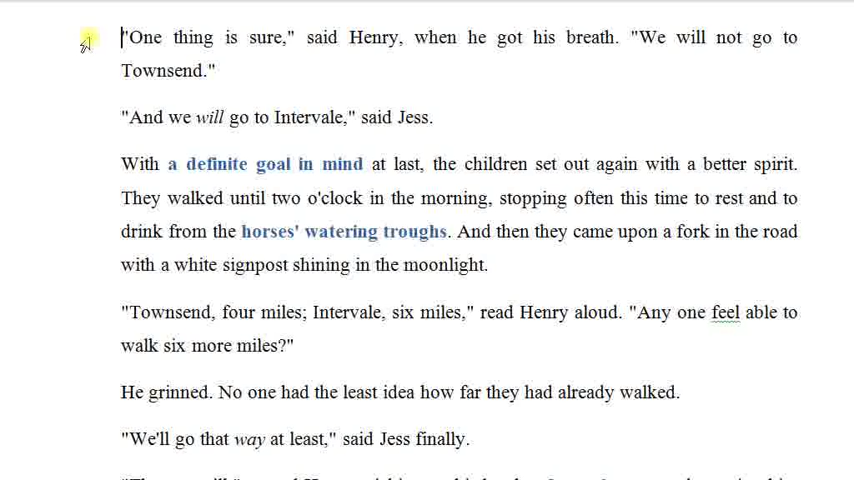 "One thing is sure," said Henry, when he got his breath. "We will not go to
Townsend."
"And we will go to Intervale," said Jess.
With a definite goal in mind at last, the children set out again with a better spirit.
They walked until two o'clock in the morning, stopping often this time to rest and to
drink from the horses' watering troughs. And then they came upon a fork in the road
with a white signpost shining in the moonlight.
"Townsend, four miles; Intervale, six miles," read Henry aloud. "Any one feel able to
walk six more miles?"
He grinned. No one had the least idea how far they had already walked.
"We'll go that way at least," said Jess finally.